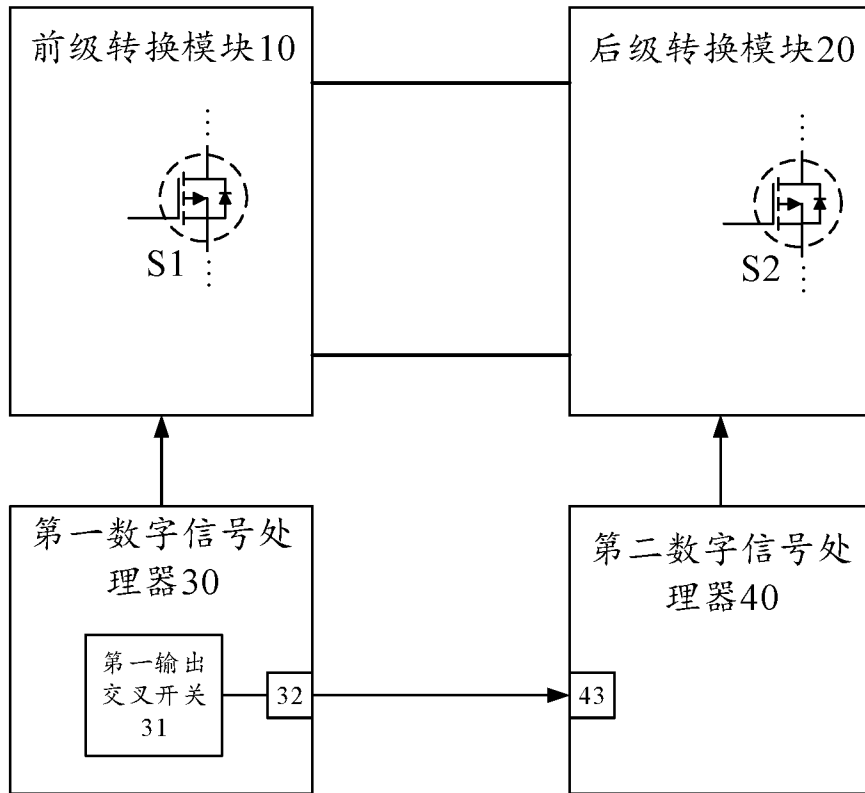 前级转换模块10
后级转换模块20
S1
S2
第一数字信号处
理器30
第二数字信号处
理器40
第一输出
交叉开关
31
32
43